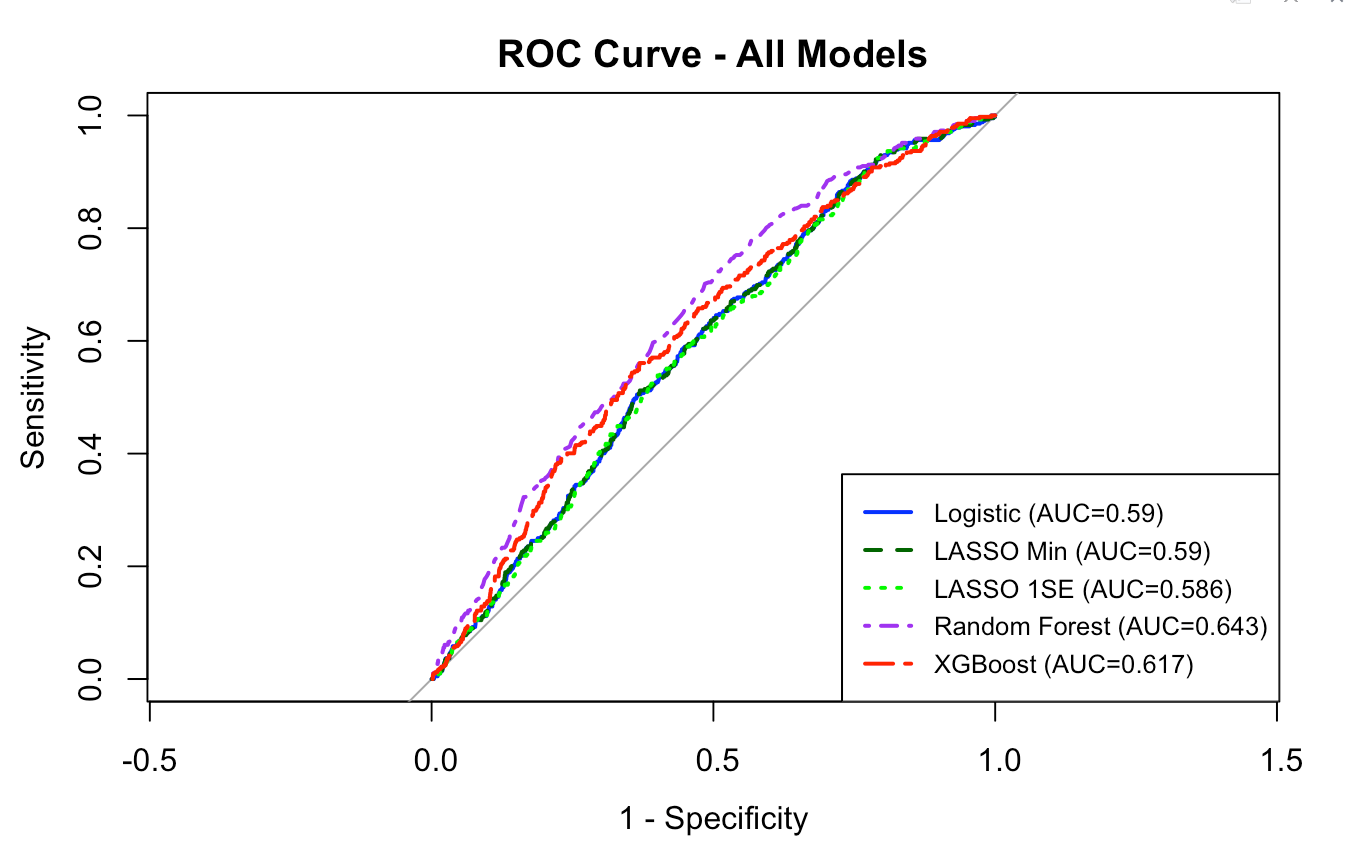 ROC Curve - All Models
Sensitivity
1.0
0.8
0.6
0.4
0.2
0.0
Logistic (AUC=0.59)
LASSO Min (AUC=0.59)
LASSO 1SE (AUC=0.586)
Random Forest (AUC=0.643)
XGBoost (AUC=0.617)
-0.5 0.0 0.5 1.0 1.5
1 - Specificity